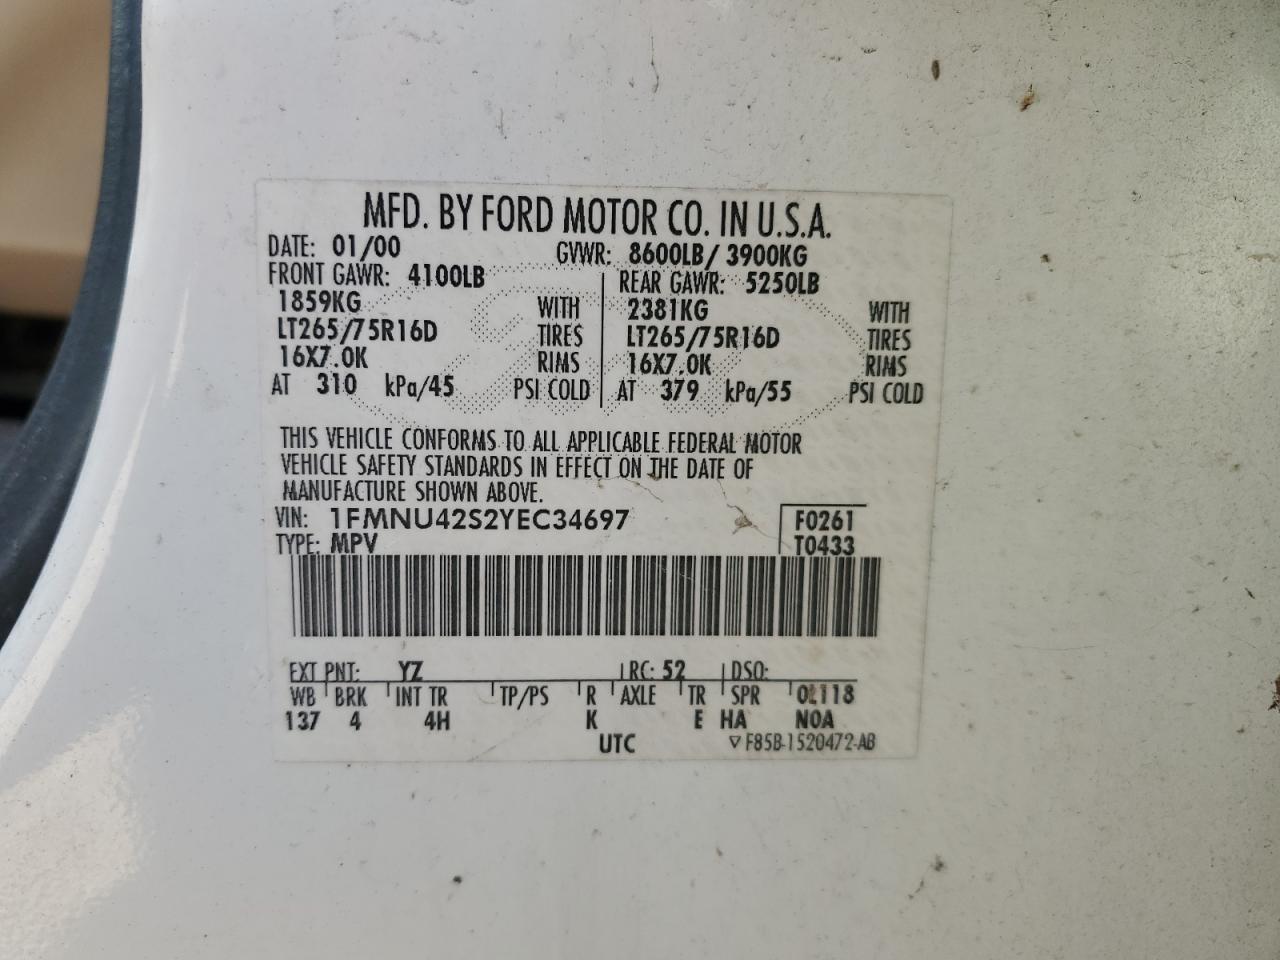 MFD. BY FORD MOTOR CO. IN U.S.A.
DATE: 01/00 GVWR: 8600LB/ 3900KG
FRONT GAWR: 4100LB REAR GAWR: 5250LB
1859KG WITH 2381KG WITH
LT265/75R16D TIRES LT265/75R16D TIRES
16X7.0K RIMS 16X7.0K RIMS
AT 310 kPa/45 PSI COLD AT 379 kPa/55 PSI COLD
THIS VEHICLE CONFORMS TO ALL APPLICABLE FEDERAL MOTOR
VEHICLE SAFETY STANDARDS IN EFFECT ON THE DATE OF
MANUFACTURE SHOWN ABOVE.
VIN: 1FMNU42S2YEC34697 F0261
TYPE: MPV T0433
EXT PNT: YZ RC: 52 DSO:
WB BRK INT TR TP/PS R AXLE TR SPR
137 4 4H K E HA NOA
UTC ▽ F85B-1520472-AB